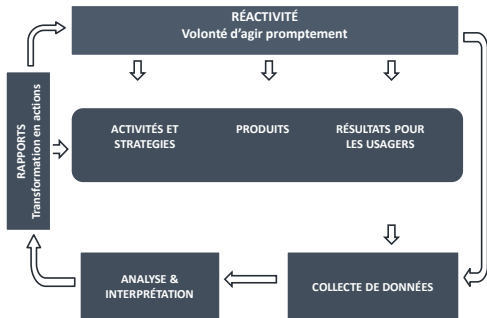 RÉACTIVITÉ
Volonté d'agir promptement
RAPPORTS
Transformation en actions
ACTIVITÉS ET
STRATEGIES
PRODUITS
RÉSULTATS POUR
LES USAGERS
ANALYSE &
INTERPRÉTATION
COLLECTE DE DONNÉES